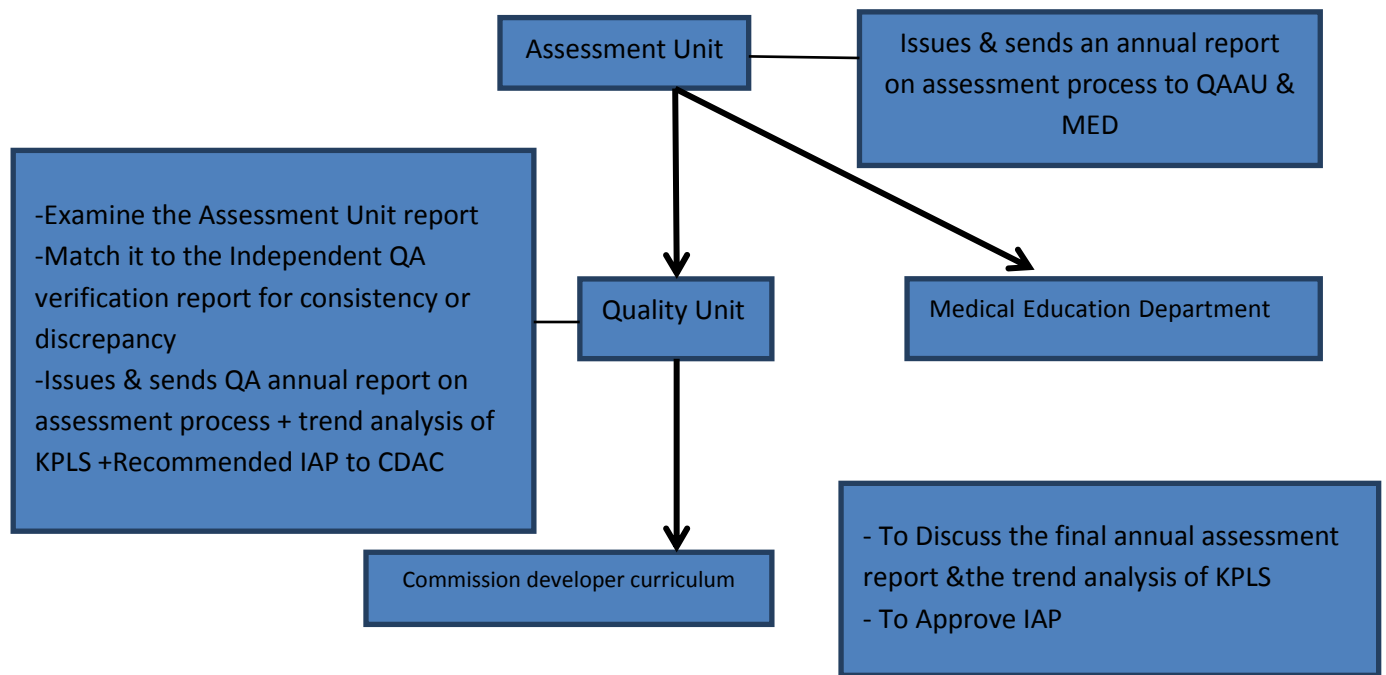 Assessment Unit
Issues & sends an annual report
on assessment process to QAAU &
MED
-Examine the Assessment Unit report
-Match it to the Independent QA
verification report for consistency or
discrepancy
-Issues & sends QA annual report on
assessment process + trend analysis of
KPLS +Recommended IAP to CDAC
Quality Unit
Medical Education Department
Commission developer curriculum
- To Discuss the final annual assessment
report &the trend analysis of KPLS
- To Approve IAP